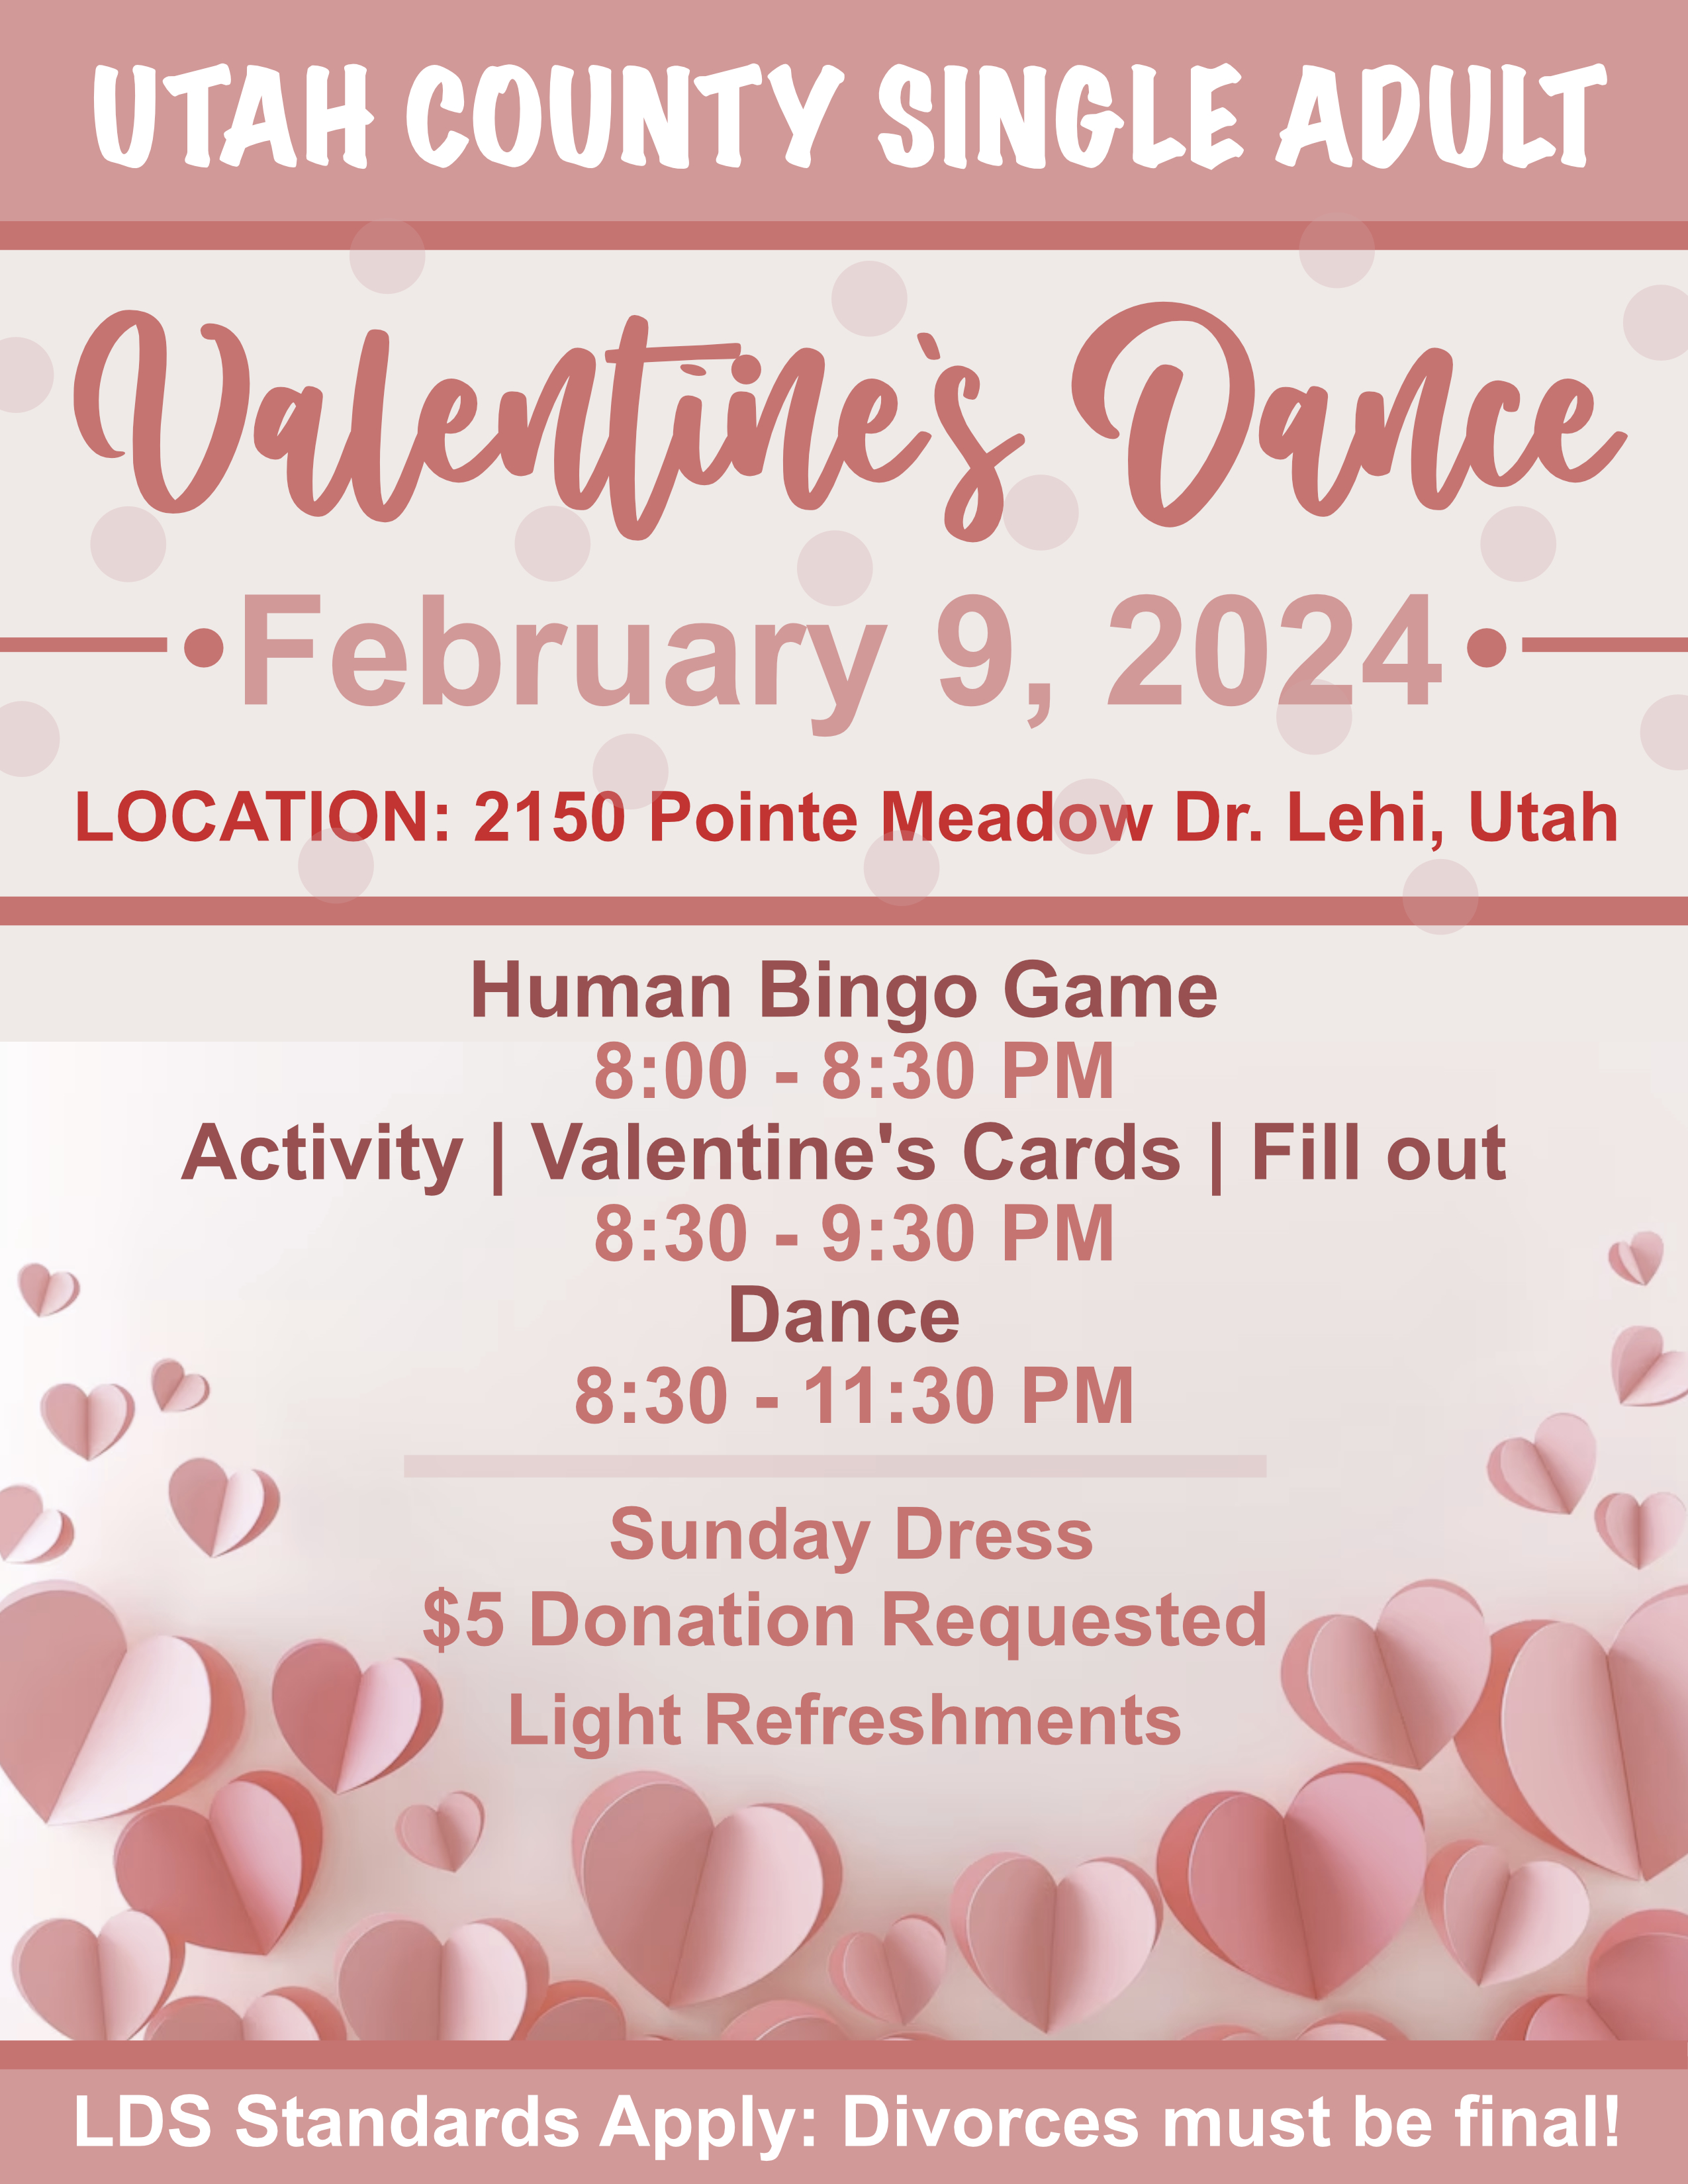 UTAH COUNTY SINGLE ADULT
Valentine's Dance
February 9, 2024
LOCATION: 2150 Pointe Meadow Dr. Lehi, Utah
Human Bingo Game
8:00 - 8:30 PM
Activity | Valentine's Cards | Fill out
8:30 - 9:30 PM
Dance
8:30 - 11:30 PM
Sunday Dress
$5 Donation Requested
Light Refreshments
LDS Standards Apply: Divorces must be final!